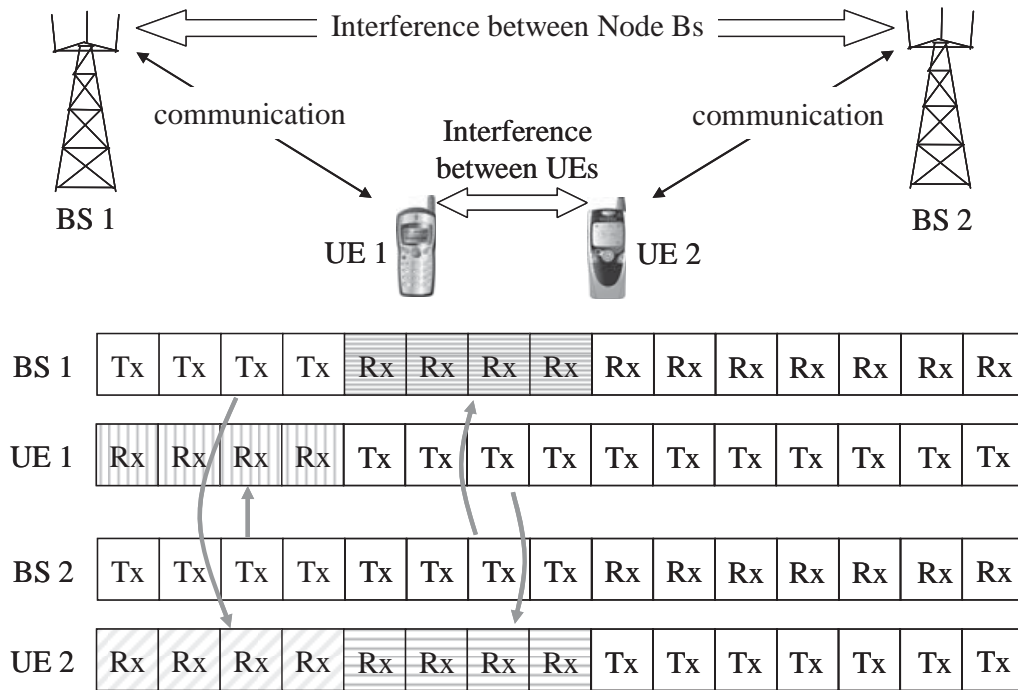 Interference between Node Bs
communication
communication
Interference
between UEs
BS 1
BS 2
UE 1
UE 2
BS 1 Tx Tx Tx Tx Rx Rx Rx Rx Rx Rx Rx Rx Rx Rx Rx
UE 1 Rx Rx Rx Rx Tx Tx Tx Tx Tx Tx Tx Tx Tx Tx Tx
BS 2 Tx Tx Tx Tx Tx Tx Tx Tx Rx Rx Rx Rx Rx Rx Rx
UE 2 Rx Rx Rx Rx Rx Rx Rx Rx Tx Tx Tx Tx Tx Tx Tx